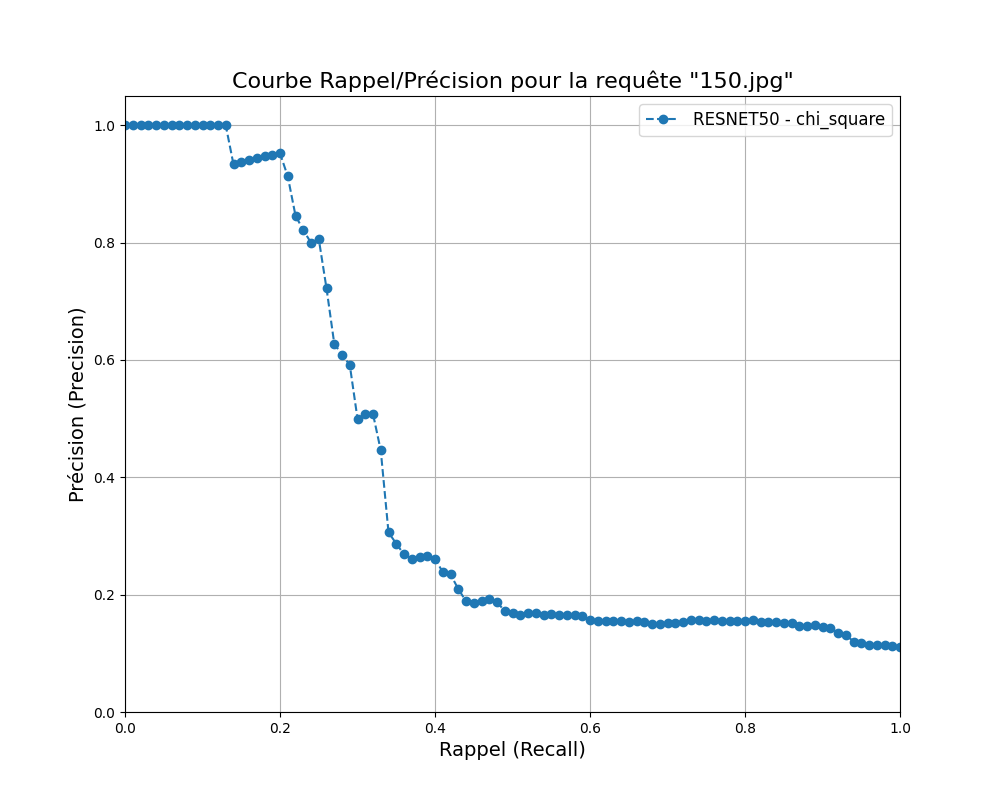 Courbe Rappel/Précision pour la requête "150.jpg"
RESNET50 - chi_square
Précision (Precision)
1.0
0.8
0.6
0.4
0.2
0.0
0.0 0.2 0.4 0.6 0.8 1.0
Rappel (Recall)